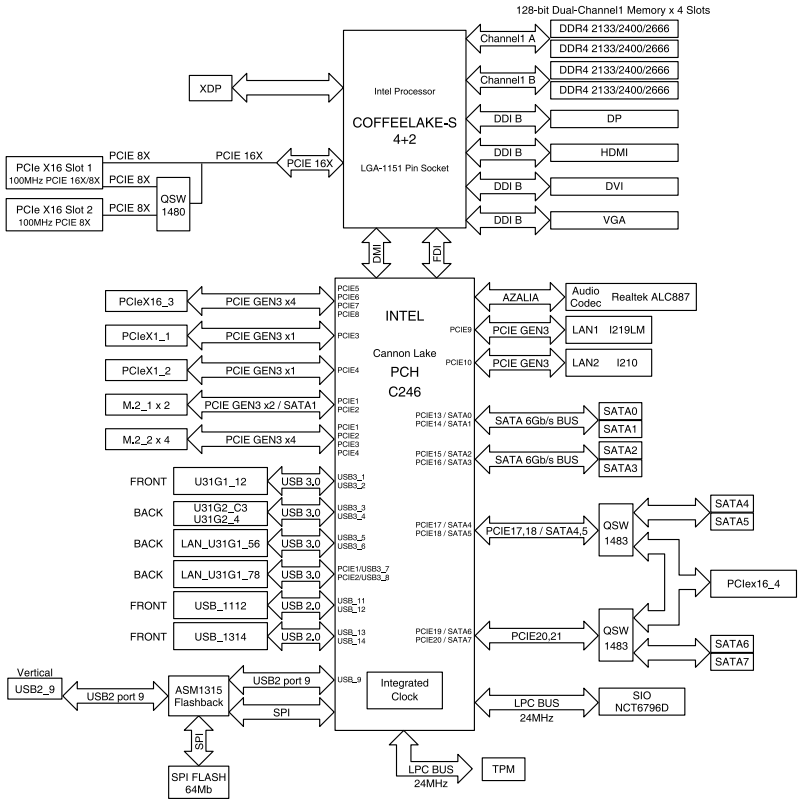 128-bit Dual-Channel1 Memory x 4 Slots
Channel1 A
DDR4 2133/2400/2666
DDR4 2133/2400/2666
Channel1 B
DDR4 2133/2400/2666
DDR4 2133/2400/2666
XDP
Intel Processor
COFFEELAKE-S
4+2
LGA-1151 Pin Socket
DDI B
DP
DDI B
HDMI
DDI B
DVI
DDI B
VGA
PCIe X16 Slot 1
100MHz PCIE 16X/8X
PCIE 8X
PCIE 16X
PCIE 16X
PCIE 8X
QSW
1480
PCIe X16 Slot 2
100MHz PCIE 8X
PCIE 8X
DMI
FDI
PCIeX16_3
PCIE GEN3 x4
PCIE5
PCIE6
PCIE7
PCIE8
PCIeX1_1
PCIE GEN3 x1
PCIE3
PCIeX1_2
PCIE GEN3 x1
PCIE4
M.2_1 x 2
PCIE GEN3 x2 / SATA1
PCIE1
PCIE2
M.2_2 x 4
PCIE GEN3 x4
PCIE1
PCIE2
PCIE3
PCIE4
INTEL
Cannon Lake
PCH
C246
AZALIA
Audio
Codec
Realtek ALC887
PCIE9
PCIE GEN3
LAN1 I219LM
PCIE10
PCIE GEN3
LAN2 I210
PCIE13 / SATA0
PCIE14 / SATA1
SATA 6Gb/s BUS
SATA0
SATA1
PCIE15 / SATA2
PCIE16 / SATA3
SATA 6Gb/s BUS
SATA2
SATA3
FRONT
U31G1_12
USB 3.0
USB3_1
USB3_2
BACK
U31G2_C3
U31G2_4
USB 3.0
USB3_3
USB3_4
BACK
LAN_U31G1_56
USB 3.0
USB3_5
USB3_6
BACK
LAN_U31G1_78
USB 3.0
PCIE1/USB3_7
PCIE2/USB3_8
FRONT
USB_1112
USB 2.0
USB_11
USB_12
FRONT
USB_1314
USB 2.0
USB_13
USB_14
PCIE17 / SATA4
PCIE18 / SATA5
PCIE17,18 / SATA4,5
QSW
1483
SATA4
SATA5
PCIex16_4
PCIE19 / SATA6
PCIE20 / SATA7
PCIE20,21
QSW
1483
SATA6
SATA7
Vertical
USB2_9
USB2 port 9
ASM1315
Flashback
USB2 port 9
USB_9
SPI
SPI
SPI FLASH
64Mb
Integrated
Clock
LPC BUS
24MHz
SIO
NCT6796D
LPC BUS
24MHz
TPM